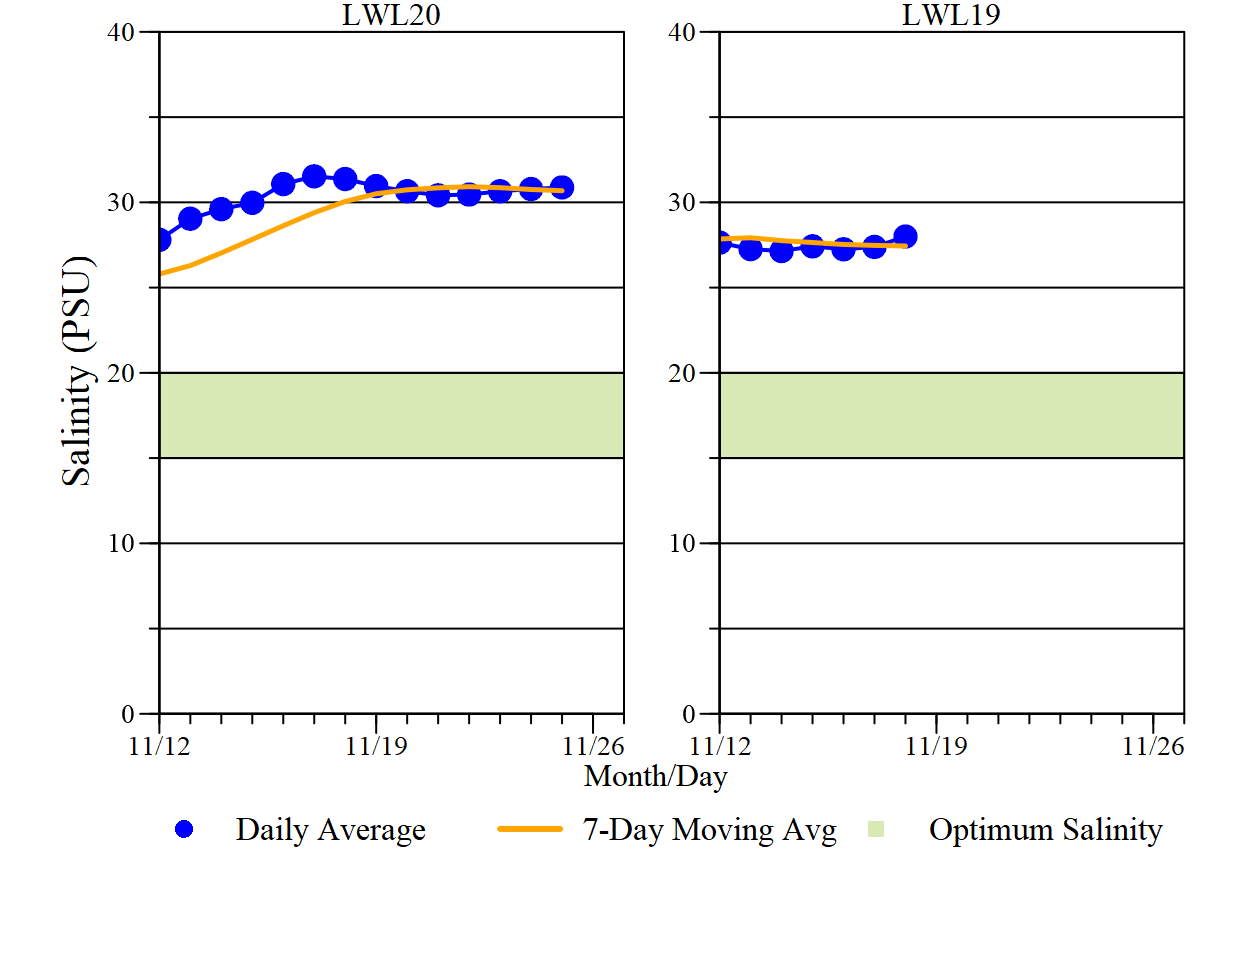 LWL20 LWL19
40 40
30 30
20 20
10 10
0 0
Salinity (PSU)
11/12 11/19 11/26 11/12 11/19 11/26
Month/Day
Daily Average 7-Day Moving Avg Optimum Salinity